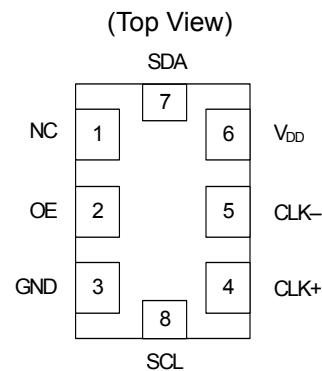 (Top View)
SDA
7
NC 1 6 VDD
OE 2 5 CLK–
GND 3 4 CLK+
8
SCL